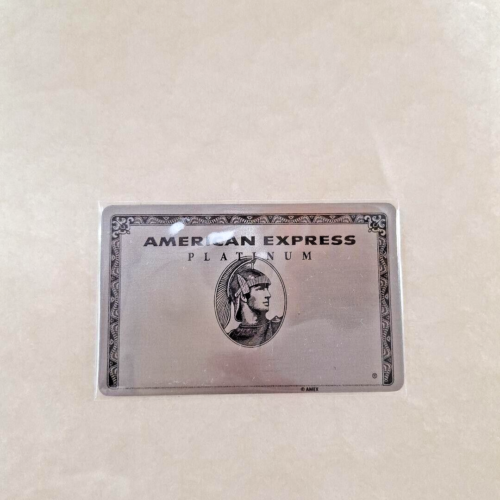 AMERICAN EXPRESS
PLATINUM
® 
© AMEX